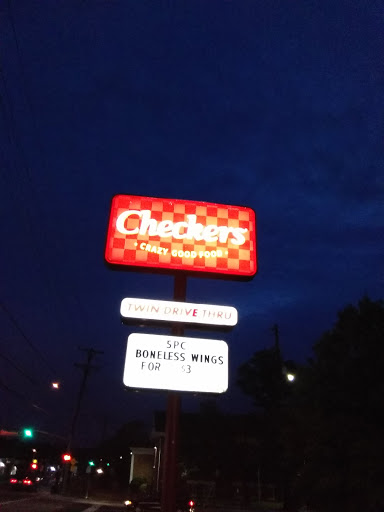 Checkers
CRAZY GOOD FOOD
TWIN DRIVE THRU
5PC
BONELESS WINGS
FOR $3